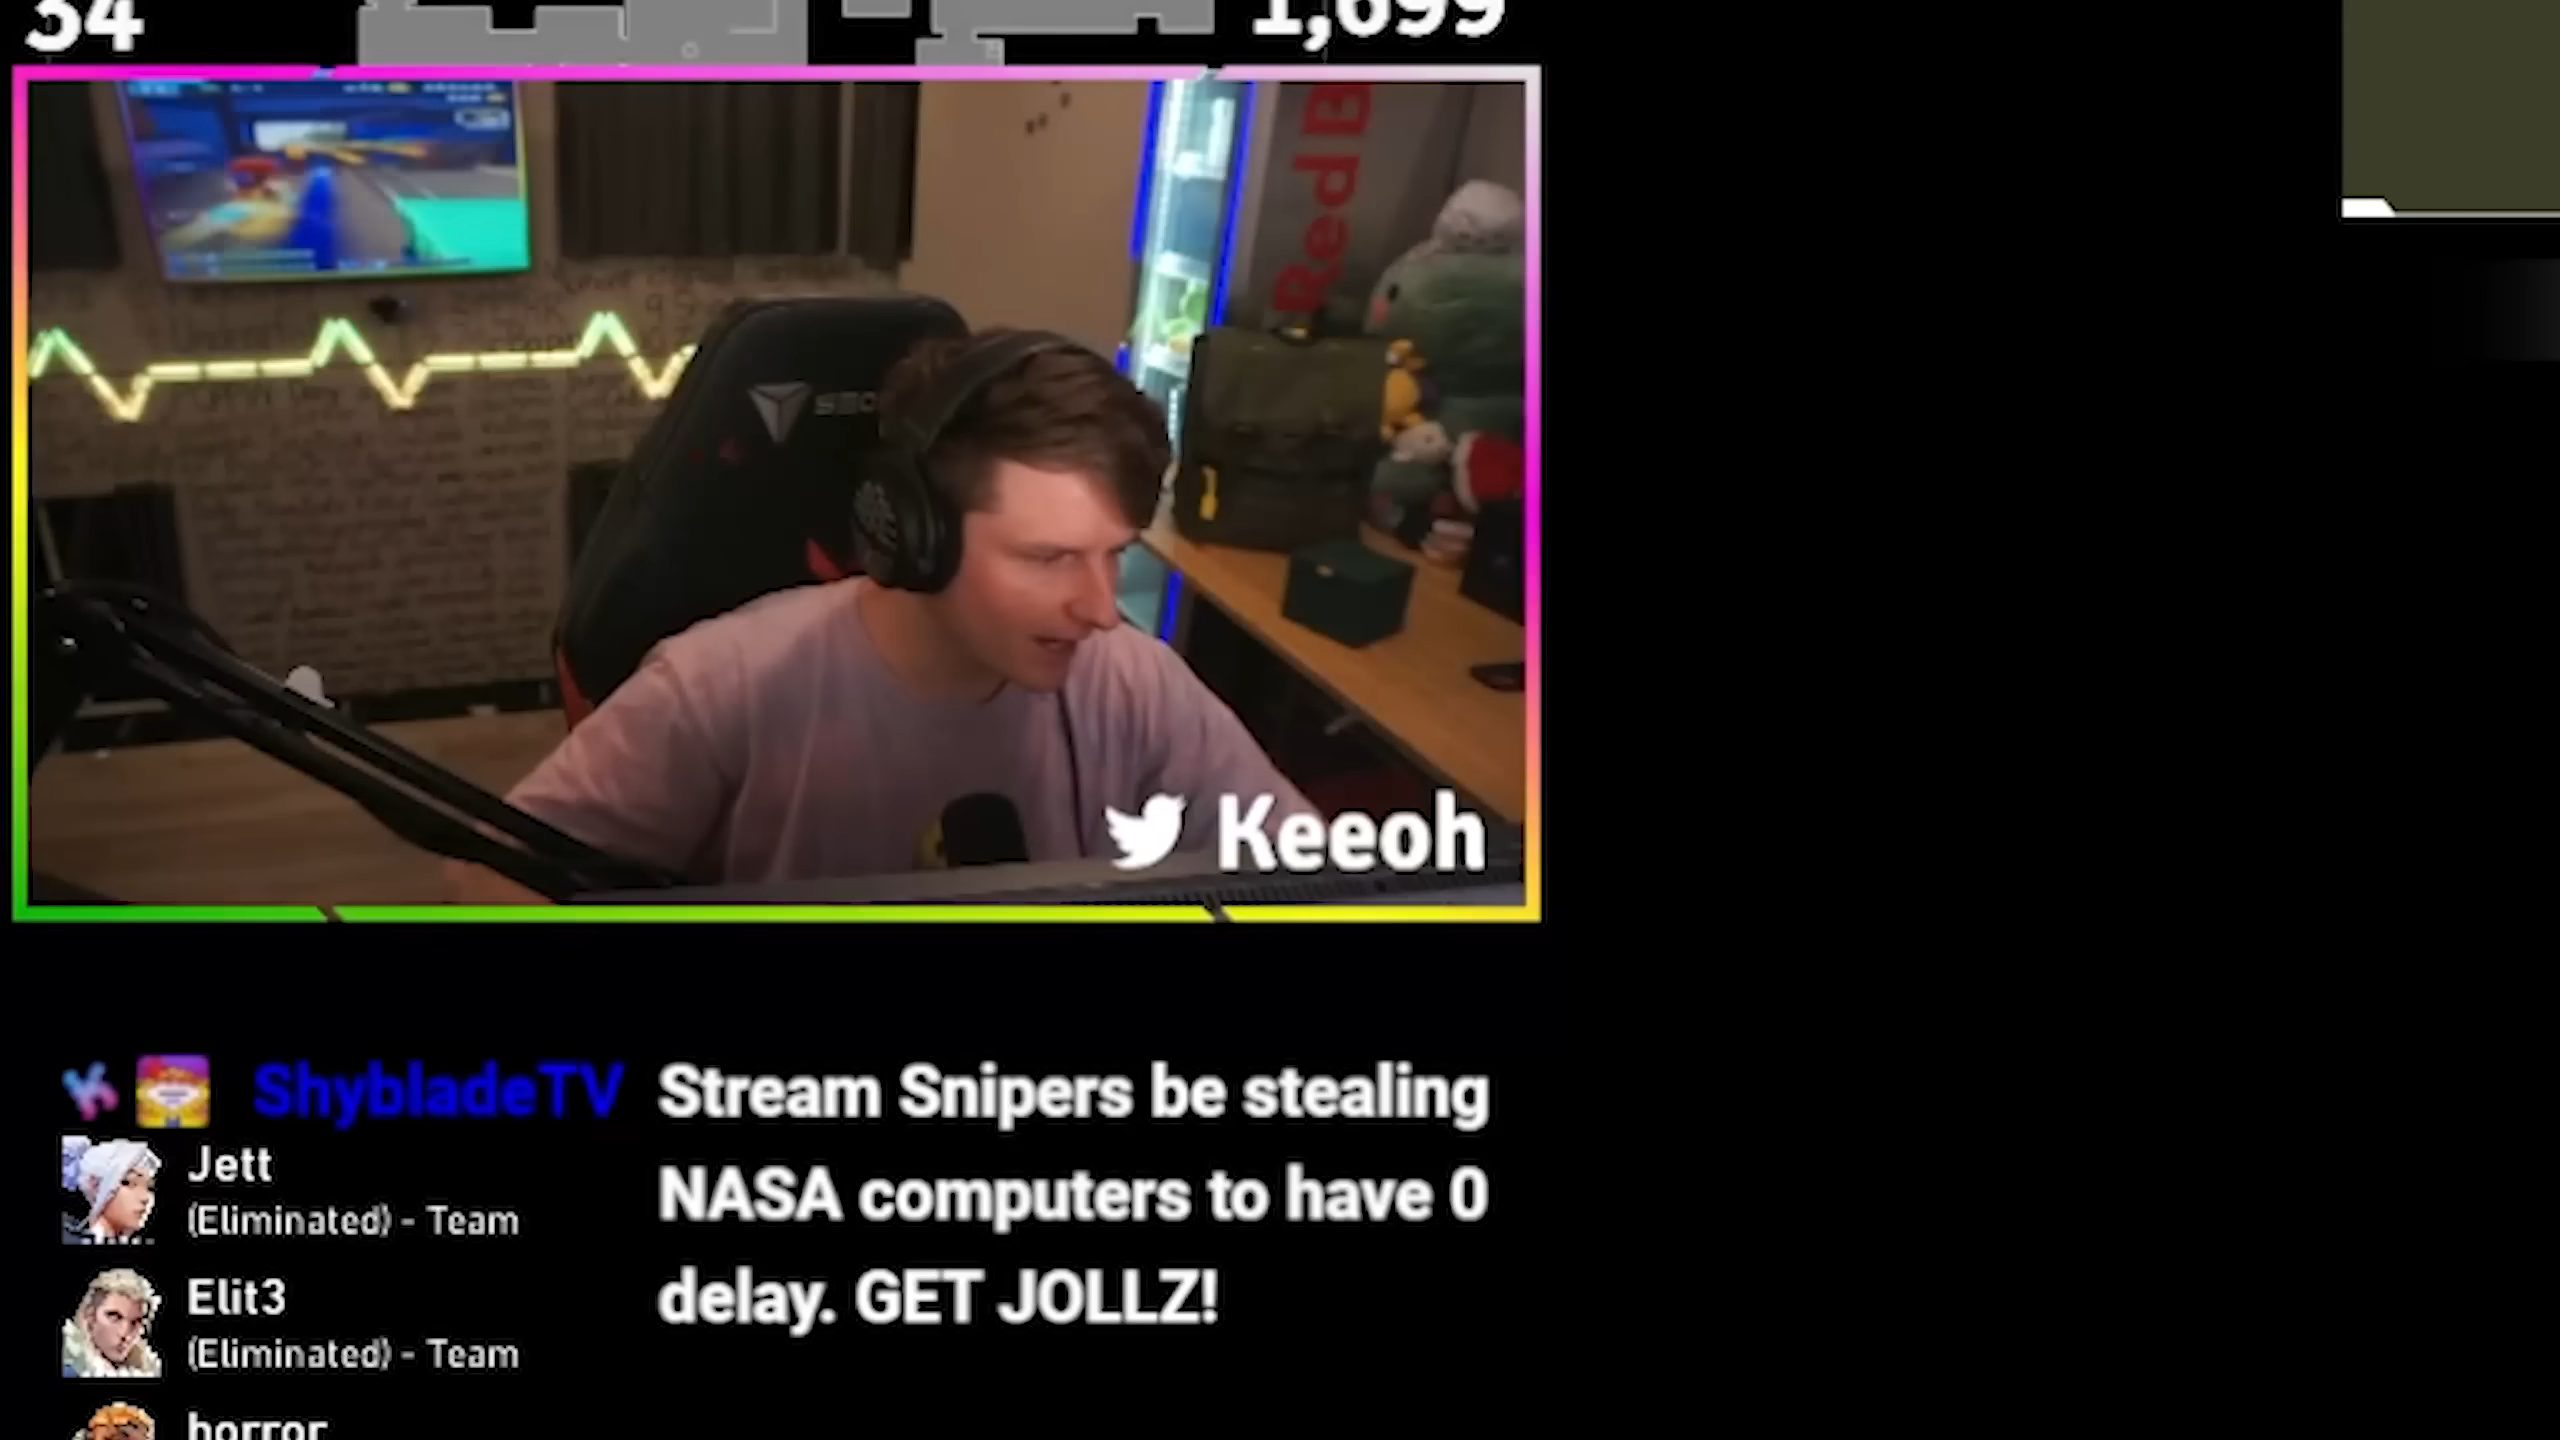 34
1,699
Red B
Keeoh
ShybladeTV Stream Snipers be stealing
NASA computers to have 0
delay. GET JOLLZ!
Jett
(Eliminated) - Team
Elit3
(Eliminated) - Team
horror